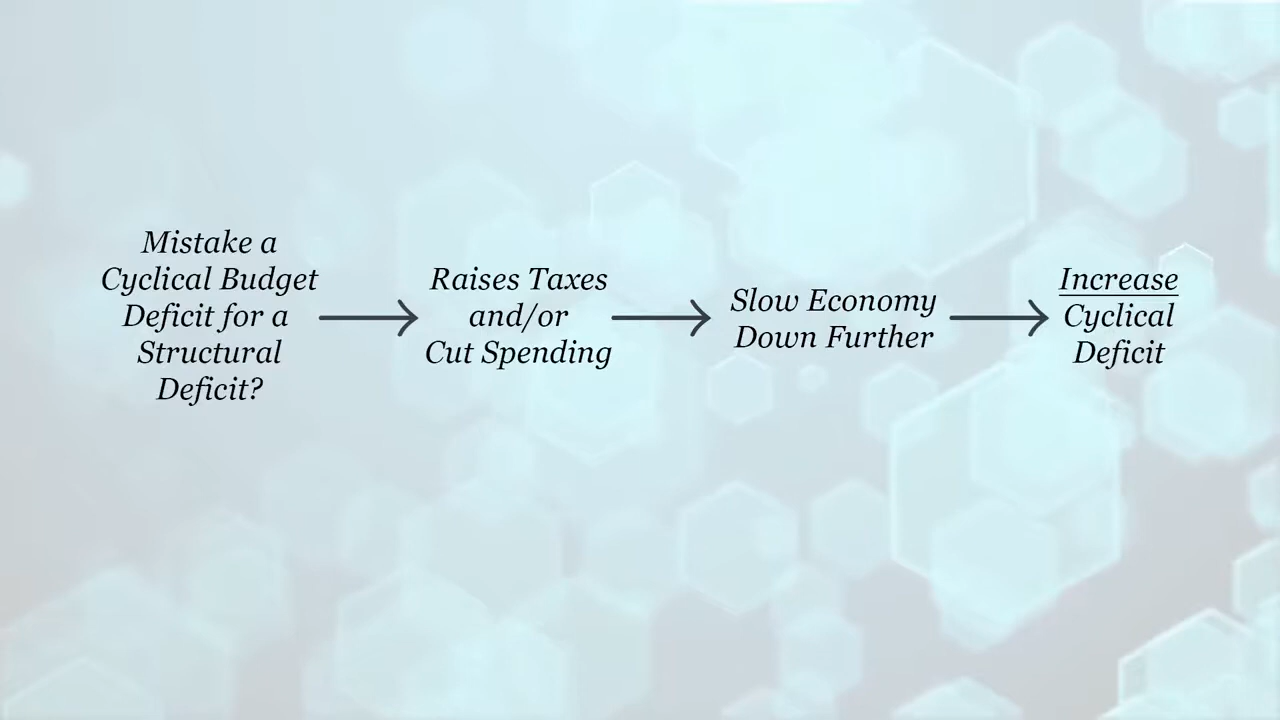 Mistake a
Cyclical Budget
Deficit for a
Structural
Deficit?
Raises Taxes
and/or
Cut Spending
Slow Economy
Down Further
Increase
Cyclical
Deficit